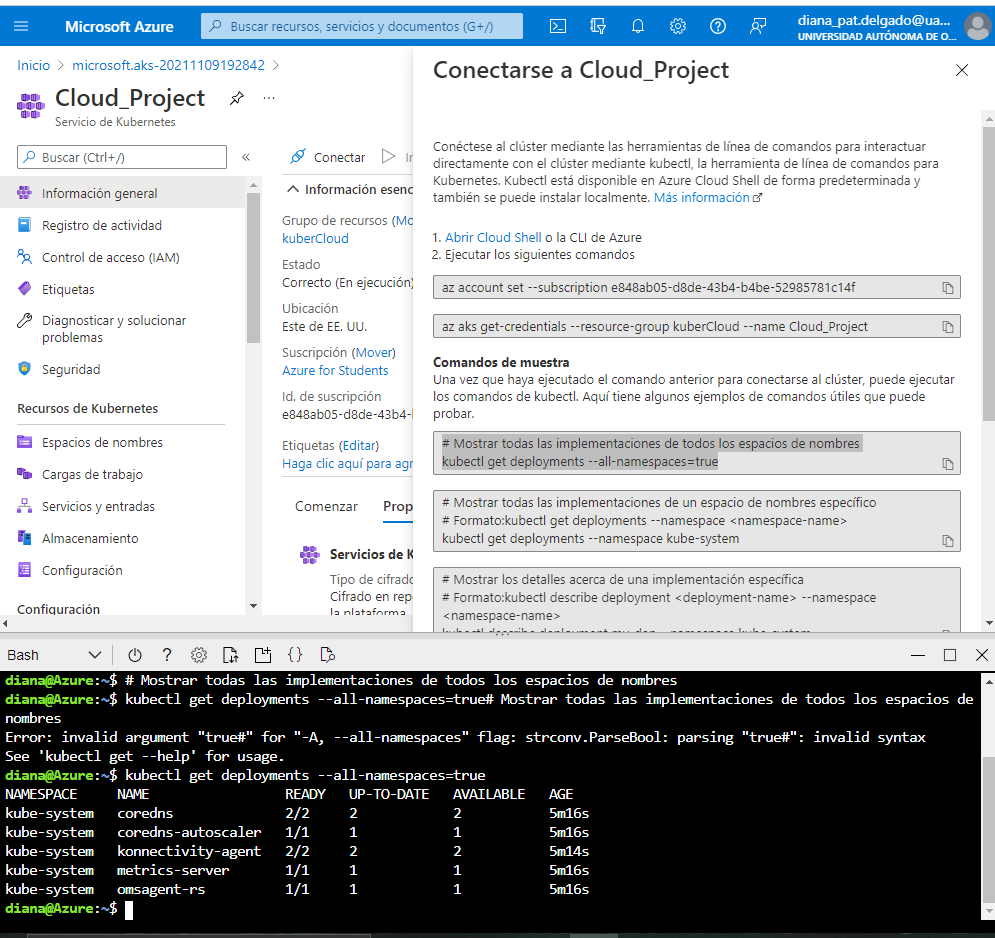 Microsoft Azure
Buscar recursos, servicios y documentos (G+/)
diana_pat.delgado@ua...
UNIVERSIDAD AUTÓNOMA DE O...
Inicio > microsoft.aks-20211109192842 >
Cloud_Project
...
Servicio de Kubernetes
Buscar (Ctrl+/)
«
Información general
Registro de actividad
Control de acceso (IAM)
Etiquetas
Diagnosticar y solucionar
problemas
Seguridad
Recursos de Kubernetes
Espacios de nombres
Cargas de trabajo
Servicios y entradas
Almacenamiento
Configuración
Configuración
Conectar
Información esenc
Grupo de recursos (Mo
kuberCloud
Estado
Correcto (En ejecución)
Ubicación
Este de EE. UU.
Suscripción (Mover)
Azure for Students
Id. de suscripción
e848ab05-d8de-43b4-
Etiquetas (Editar)
Haga clic aquí para agr
Comenzar Prop
Servicios de K
Tipo de cifrado
Cifrado en rep
la plataforma
Conectarse a Cloud_Project
Conéctese al clúster mediante las herramientas de línea de comandos para interactuar
directamente con el clúster mediante kubectl, la herramienta de línea de comandos para
Kubernetes. Kubectl está disponible en Azure Cloud Shell de forma predeterminada y
también se puede instalar localmente. Más información
1. Abrir Cloud Shell o la CLI de Azure
2. Ejecutar los siguientes comandos
az account set --subscription e848ab05-d8de-43b4-b4be-52985781c14f
az aks get-credentials --resource-group kuberCloud --name Cloud_Project
Comandos de muestra
Una vez que haya ejecutado el comando anterior para conectarse al clúster, puede ejecutar
los comandos de kubectl. Aquí tiene algunos ejemplos de comandos útiles que puede
probar.
# Mostrar todas las implementaciones de todos los espacios de nombres
kubectl get deployments --all-namespaces=true
# Mostrar todas las implementaciones de un espacio de nombres específico
# Formato:kubectl get deployments --namespace <namespace-name>
kubectl get deployments --namespace kube-system
# Mostrar los detalles acerca de una implementación específica
# Formato:kubectl describe deployment <deployment-name> --namespace
<namespace-name>
kubectl describe deployment my-dep --namespace kube-system
Bash
diana@Azure:~$ # Mostrar todas las implementaciones de todos los espacios de nombres
diana@Azure:~$ kubectl get deployments --all-namespaces=true# Mostrar todas las implementaciones de todos los espacios de
nombres
Error: invalid argument "true#" for "-A, --all-namespaces" flag: strconv.ParseBool: parsing "true#": invalid syntax
See 'kubectl get --help' for usage.
diana@Azure:~$ kubectl get deployments --all-namespaces=true
NAMESPACE NAME READY UP-TO-DATE AVAILABLE AGE
kube-system coredns 2/2 2 2 5m16s
kube-system coredns-autoscaler 1/1 1 1 5m16s
kube-system konnectivity-agent 2/2 2 2 5m14s
kube-system metrics-server 1/1 1 1 5m16s
kube-system omsagent-rs 1/1 1 1 5m16s
diana@Azure:~$